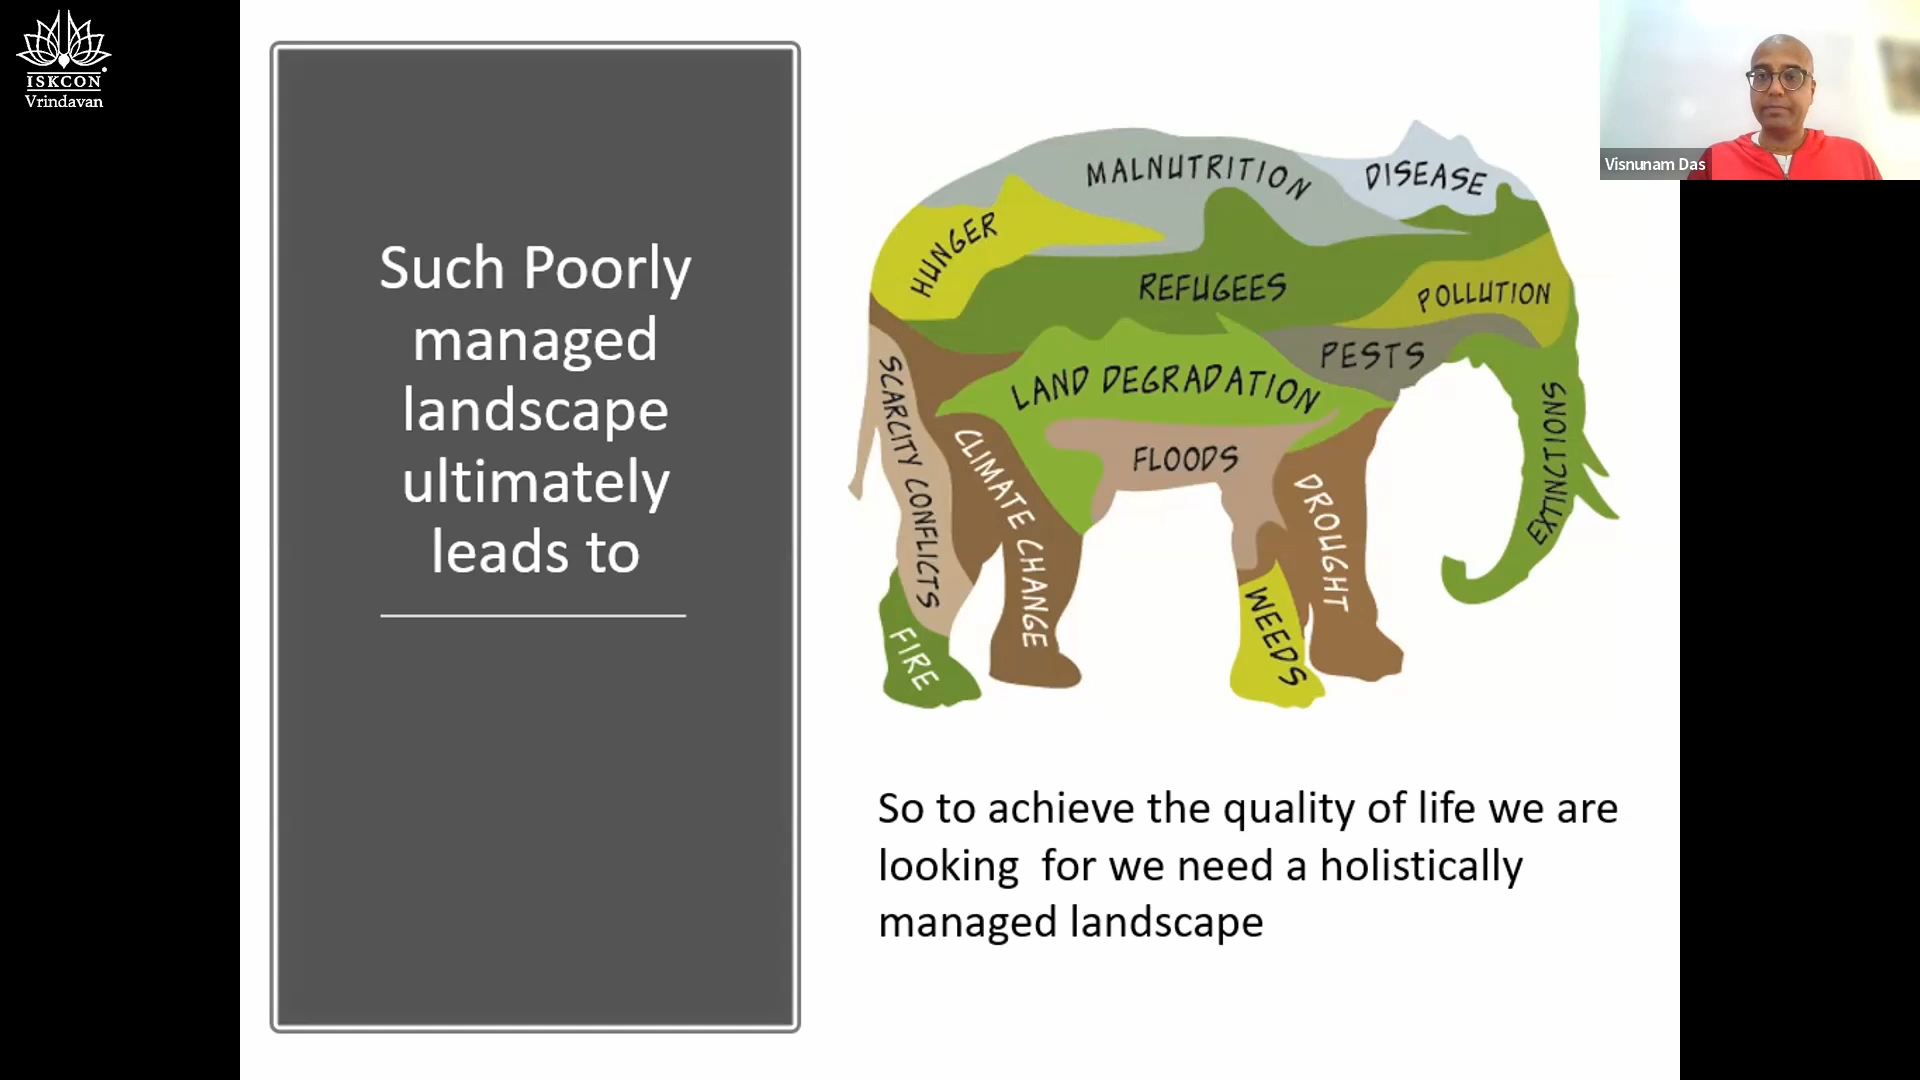 ISKCON
Vrindavan
Such Poorly
managed
landscape
ultimately
leads to
MALNUTRITION
DISEASE
HUNGER
REFUGEES
POLLUTION
PESTS
LAND DEGRADATION
SCARCITY CONFLICTS
CLIMATE CHANGE
FLOODS
DROUGHT
EXTINCTIONS
FIRE
WEEDS
So to achieve the quality of life we are
looking for we need a holistically
managed landscape
Visnunam Das